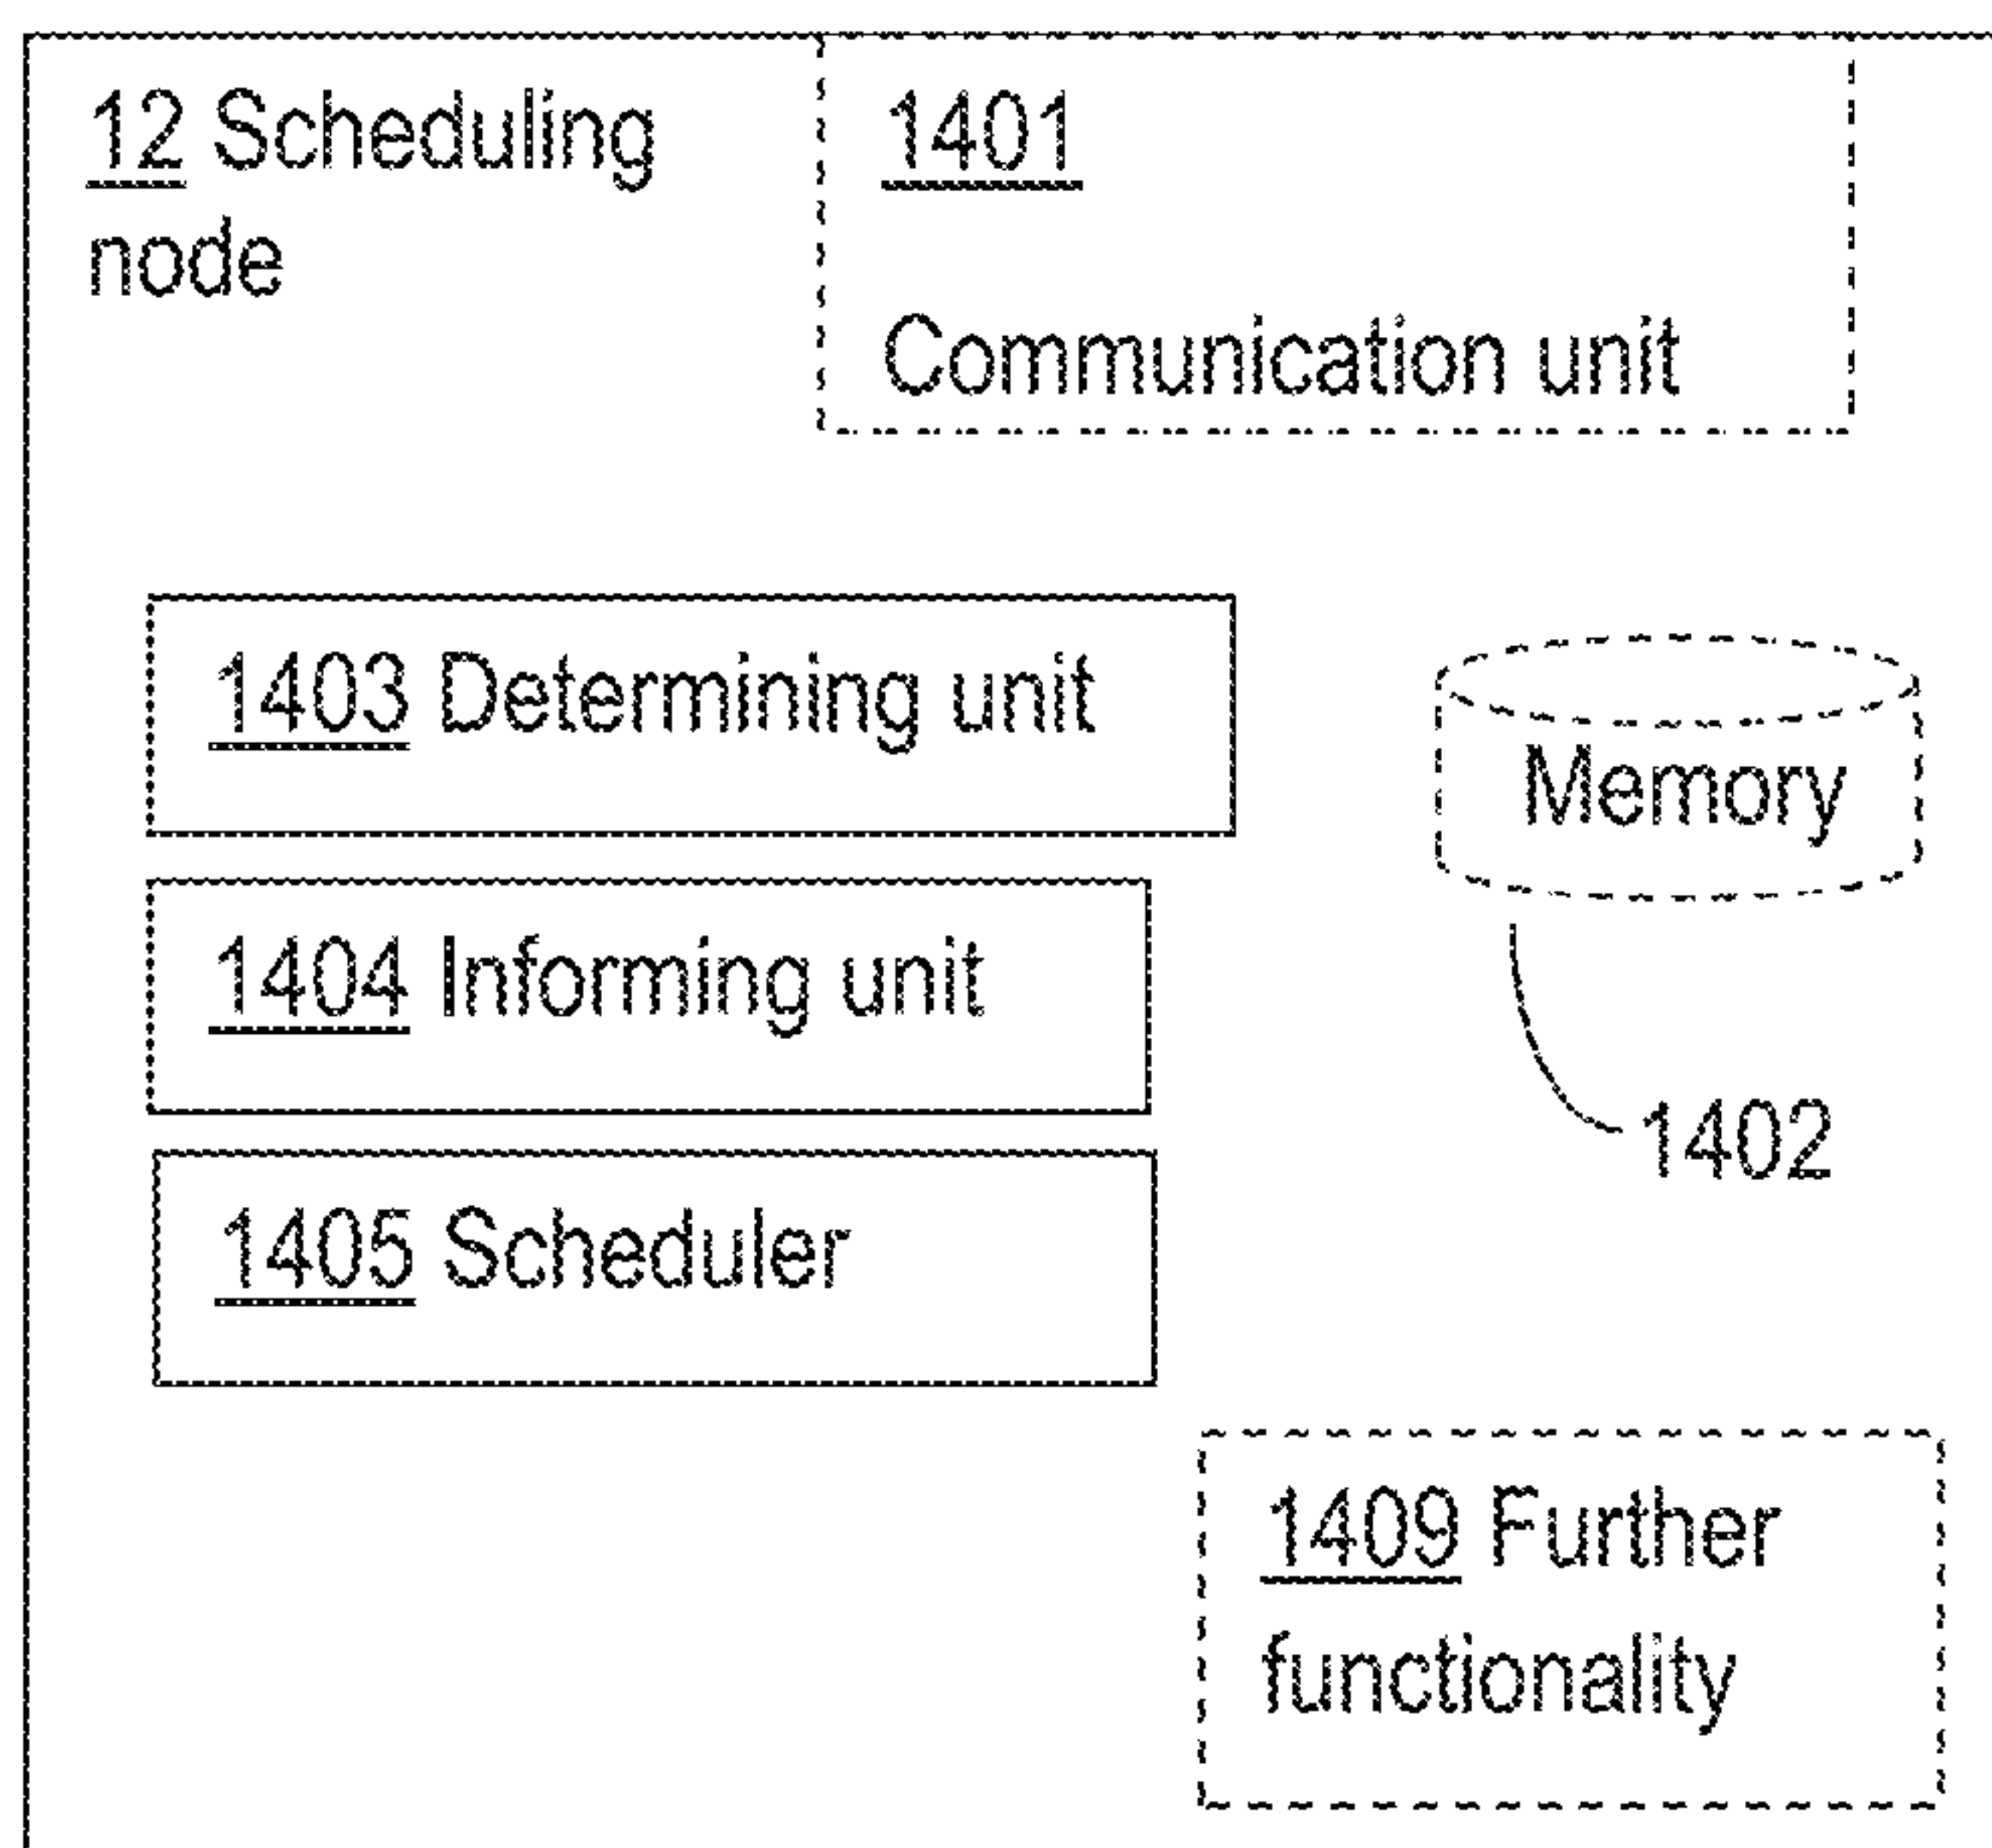 12 Scheduling
node
1401
Communication unit
1403 Determining unit
Memory
1404 Informing unit
1402
1405 Scheduler
1409 Further
functionality